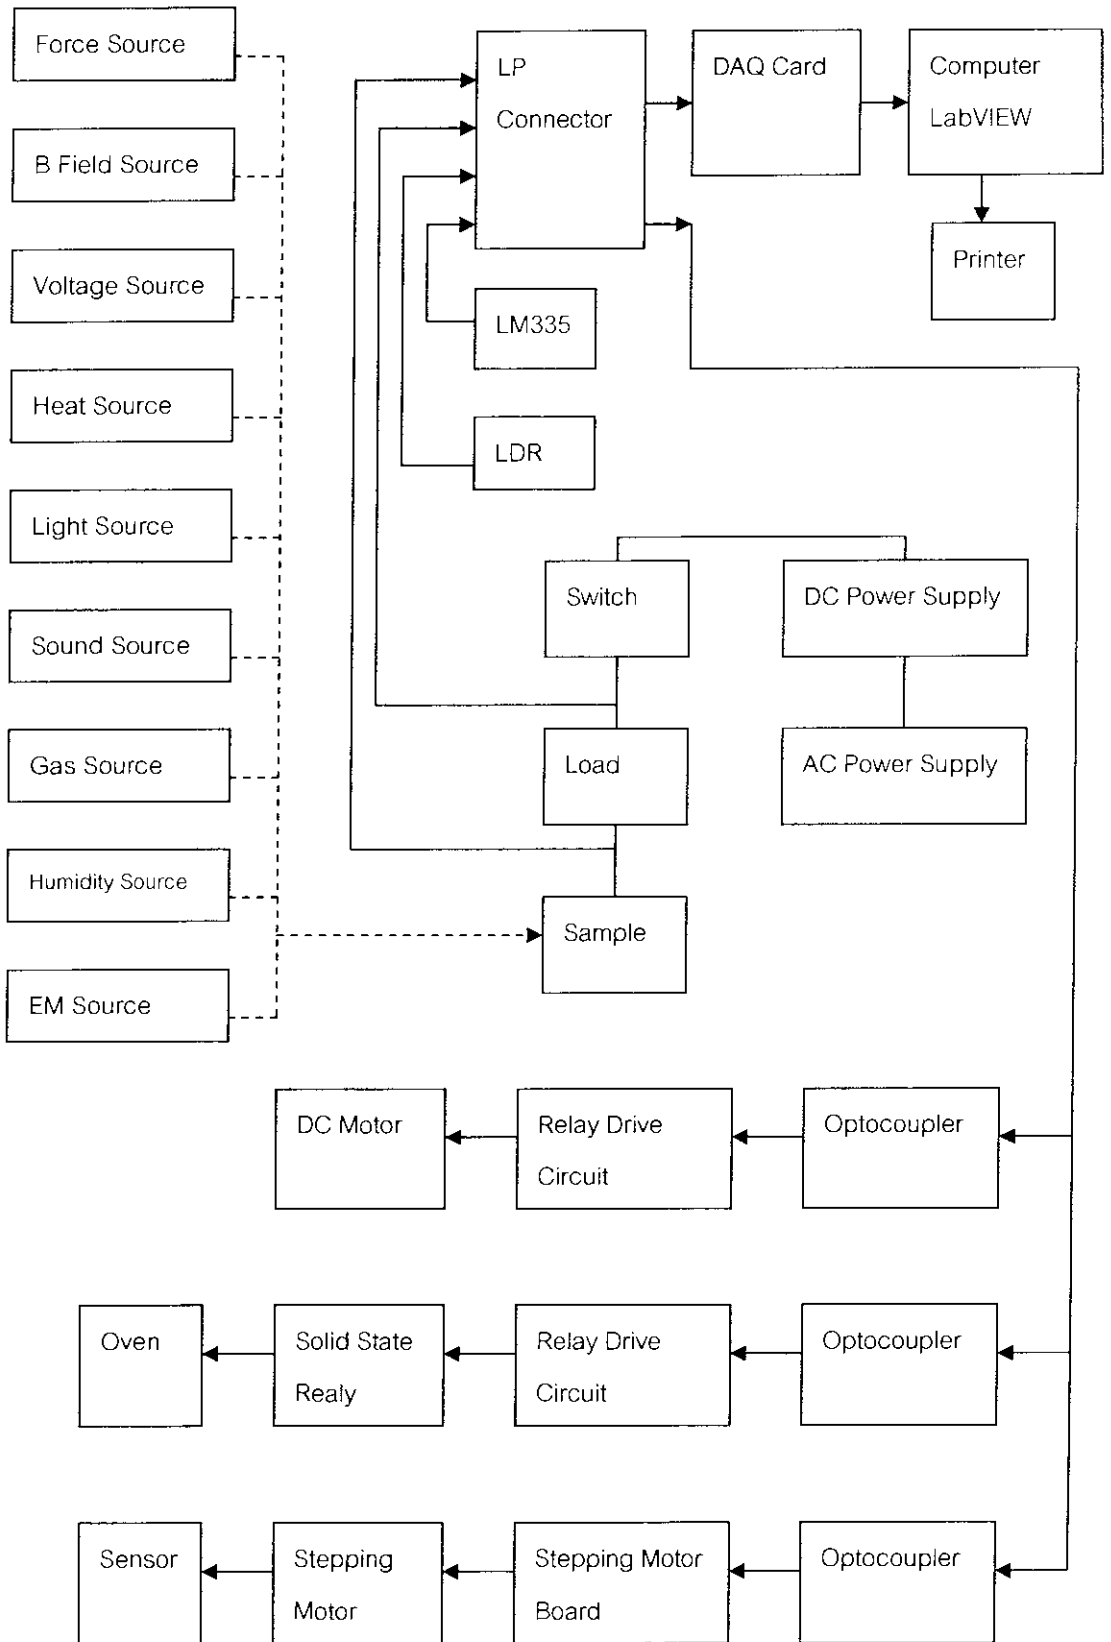 Force Source
B Field Source
Voltage Source
Heat Source
Light Source
Sound Source
Gas Source
Humidity Source
EM Source
LP
Connector
DAQ Card
Computer
LabVIEW
Printer
LM335
LDR
Switch
DC Power Supply
Load
AC Power Supply
Sample
DC Motor
Relay Drive
Circuit
Optocoupler
Oven
Solid State
Realy
Relay Drive
Circuit
Optocoupler
Sensor
Stepping
Motor
Stepping Motor
Board
Optocoupler